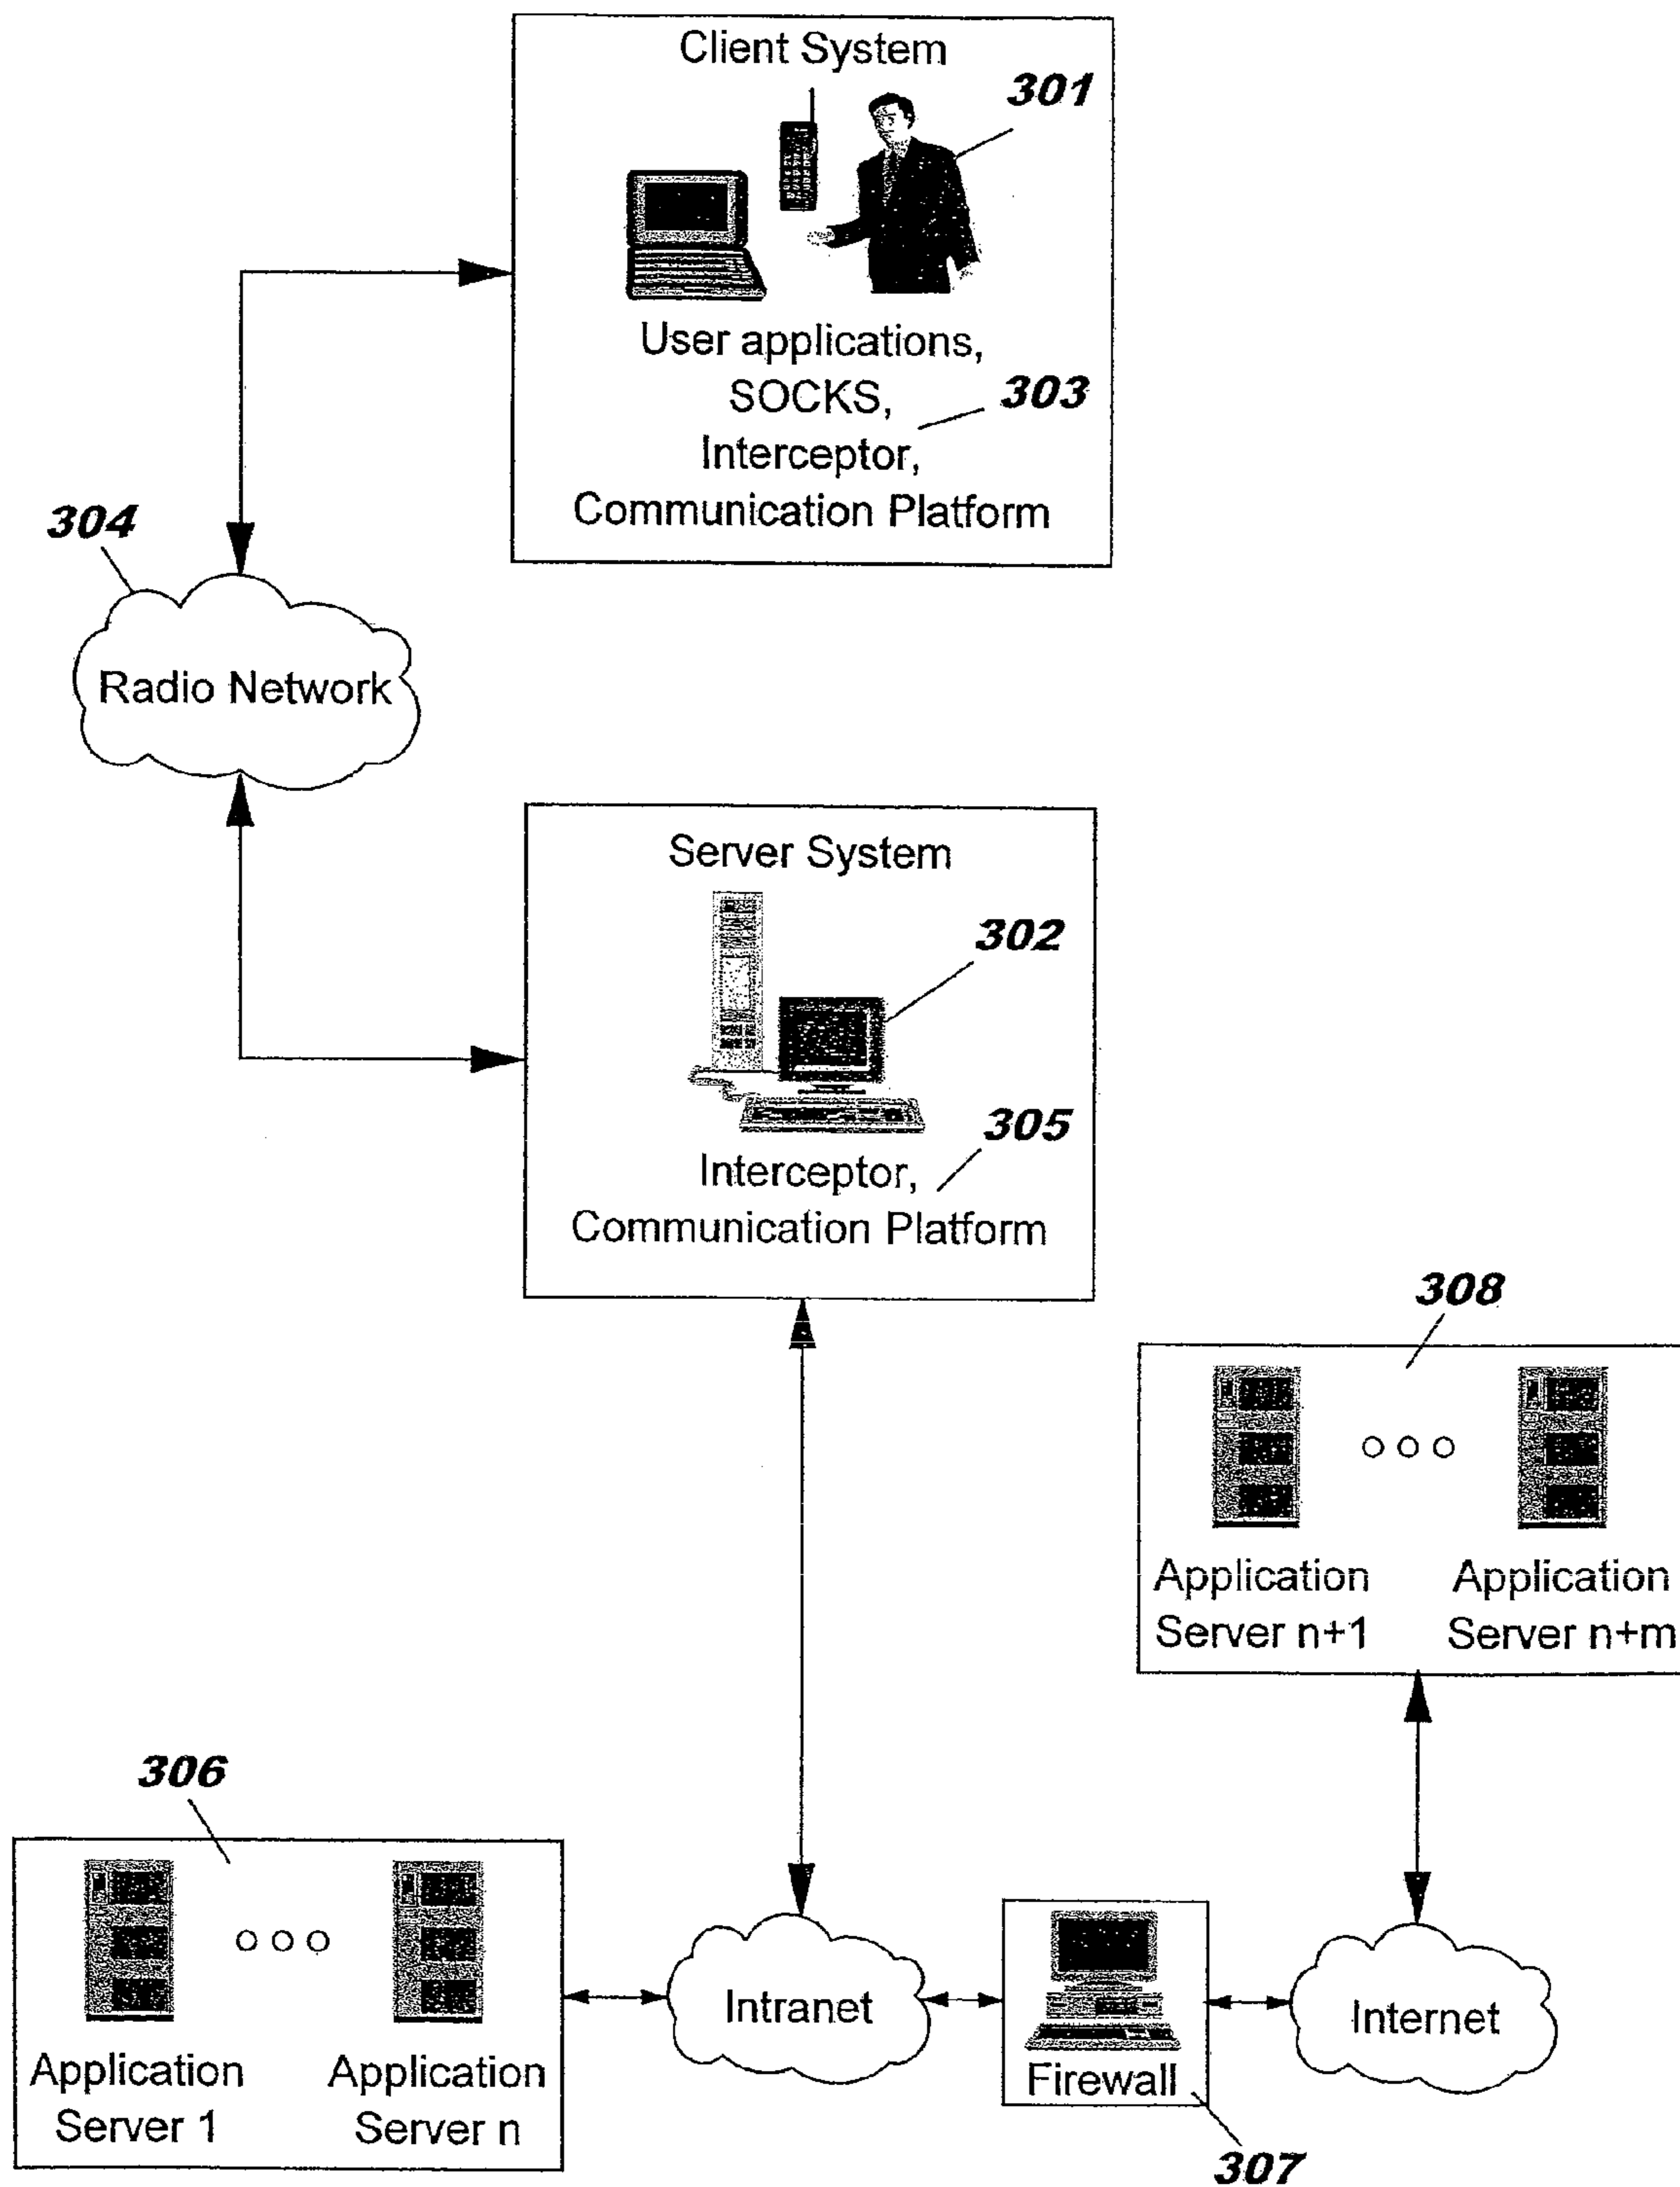 Client System
301
User applications,
SOCKS,
303
Interceptor,
Communication Platform
304
Radio Network
Server System
302
305
Interceptor,
Communication Platform
308
Application
Server n+1
Application
Server n+m
306
Application
Server 1
Application
Server n
Intranet
Firewall
Internet
307